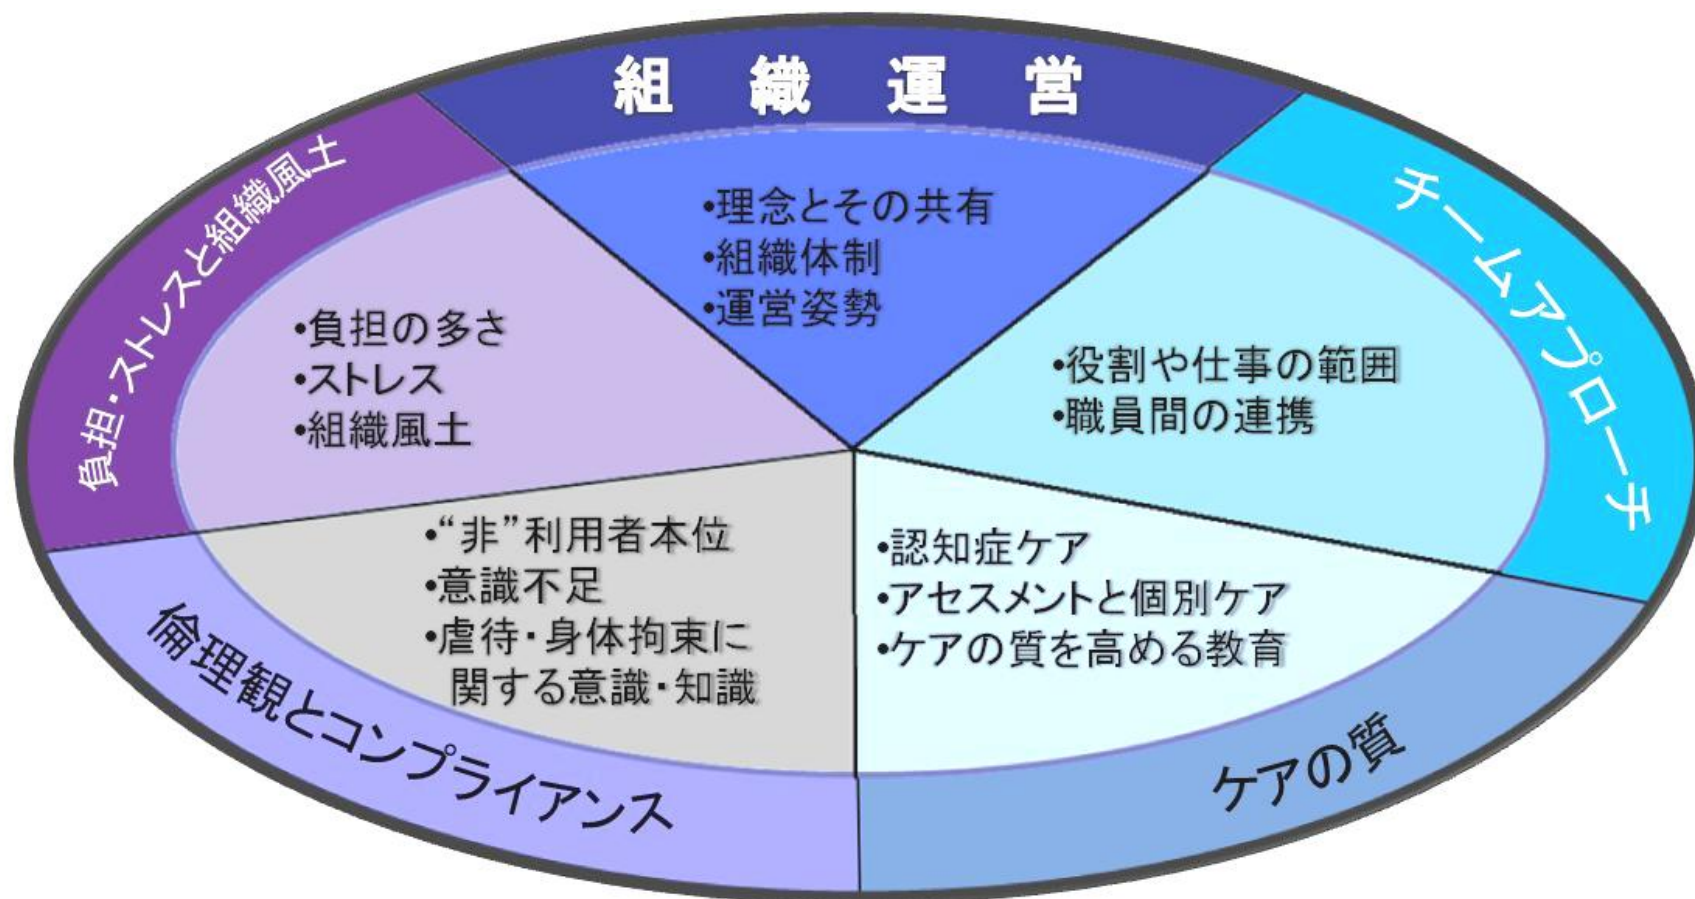 組織運営
・理念とその共有
・組織体制
・運営姿勢
チームアプローチ
・役割や仕事の範囲
・職員間の連携
ケアの質
・認知症ケア
・アセスメントと個別ケア
・ケアの質を高める教育
倫理観とコンプライアンス
・“非”利用者本位
・意識不足
・虐待・身体拘束に
関する意識・知識
負担・ストレスと組織風土
・負担の多さ
・ストレス
・組織風土